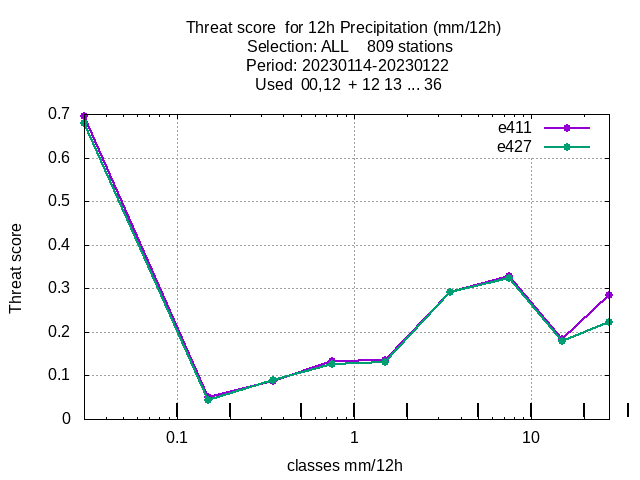 Threat score  for 12h Precipitation (mm/12h)
Selection: ALL    809 stations
Period: 20230114-20230122
Used  00,12  + 12 13 ... 36
e411
e427
0.7
0.6
0.5
0.4
0.3
0.2
0.1
0
Threat score
0.1 1 10
classes mm/12h